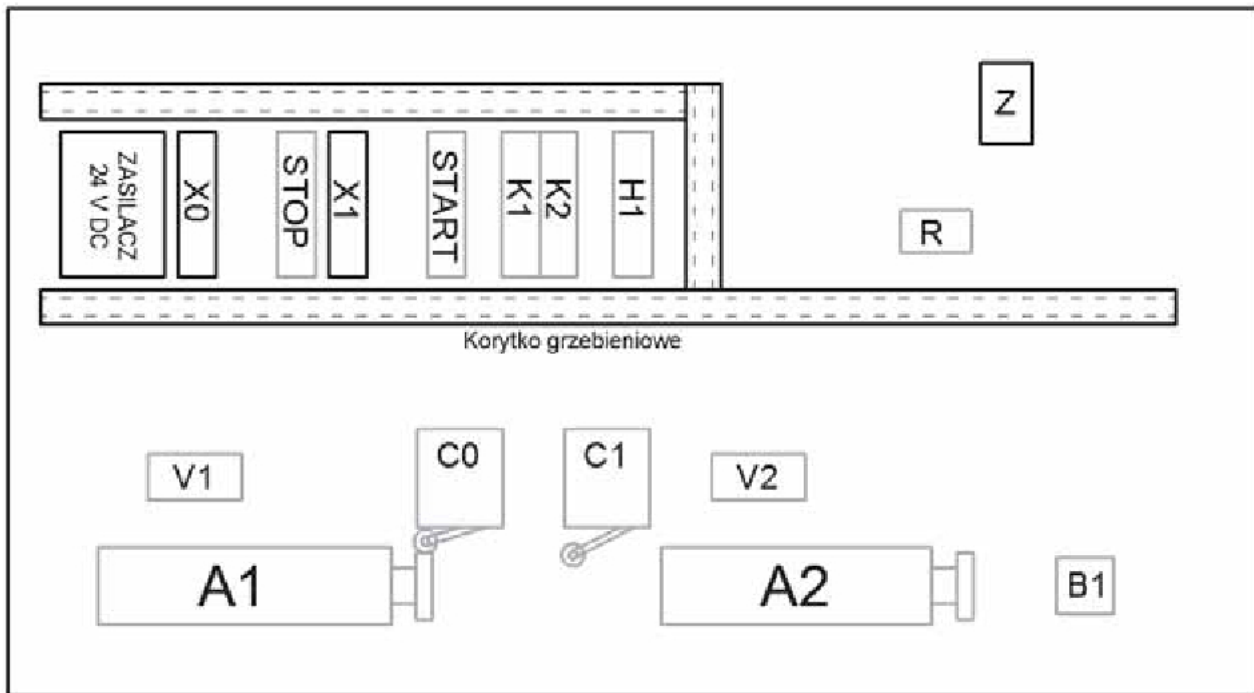 Z
ZASILACZ
24 V DC
X0
STOP
X1
START
K1
K2
H1
R
Korytko grzebieniowe
C0
C1
V1
V2
A1
A2
B1